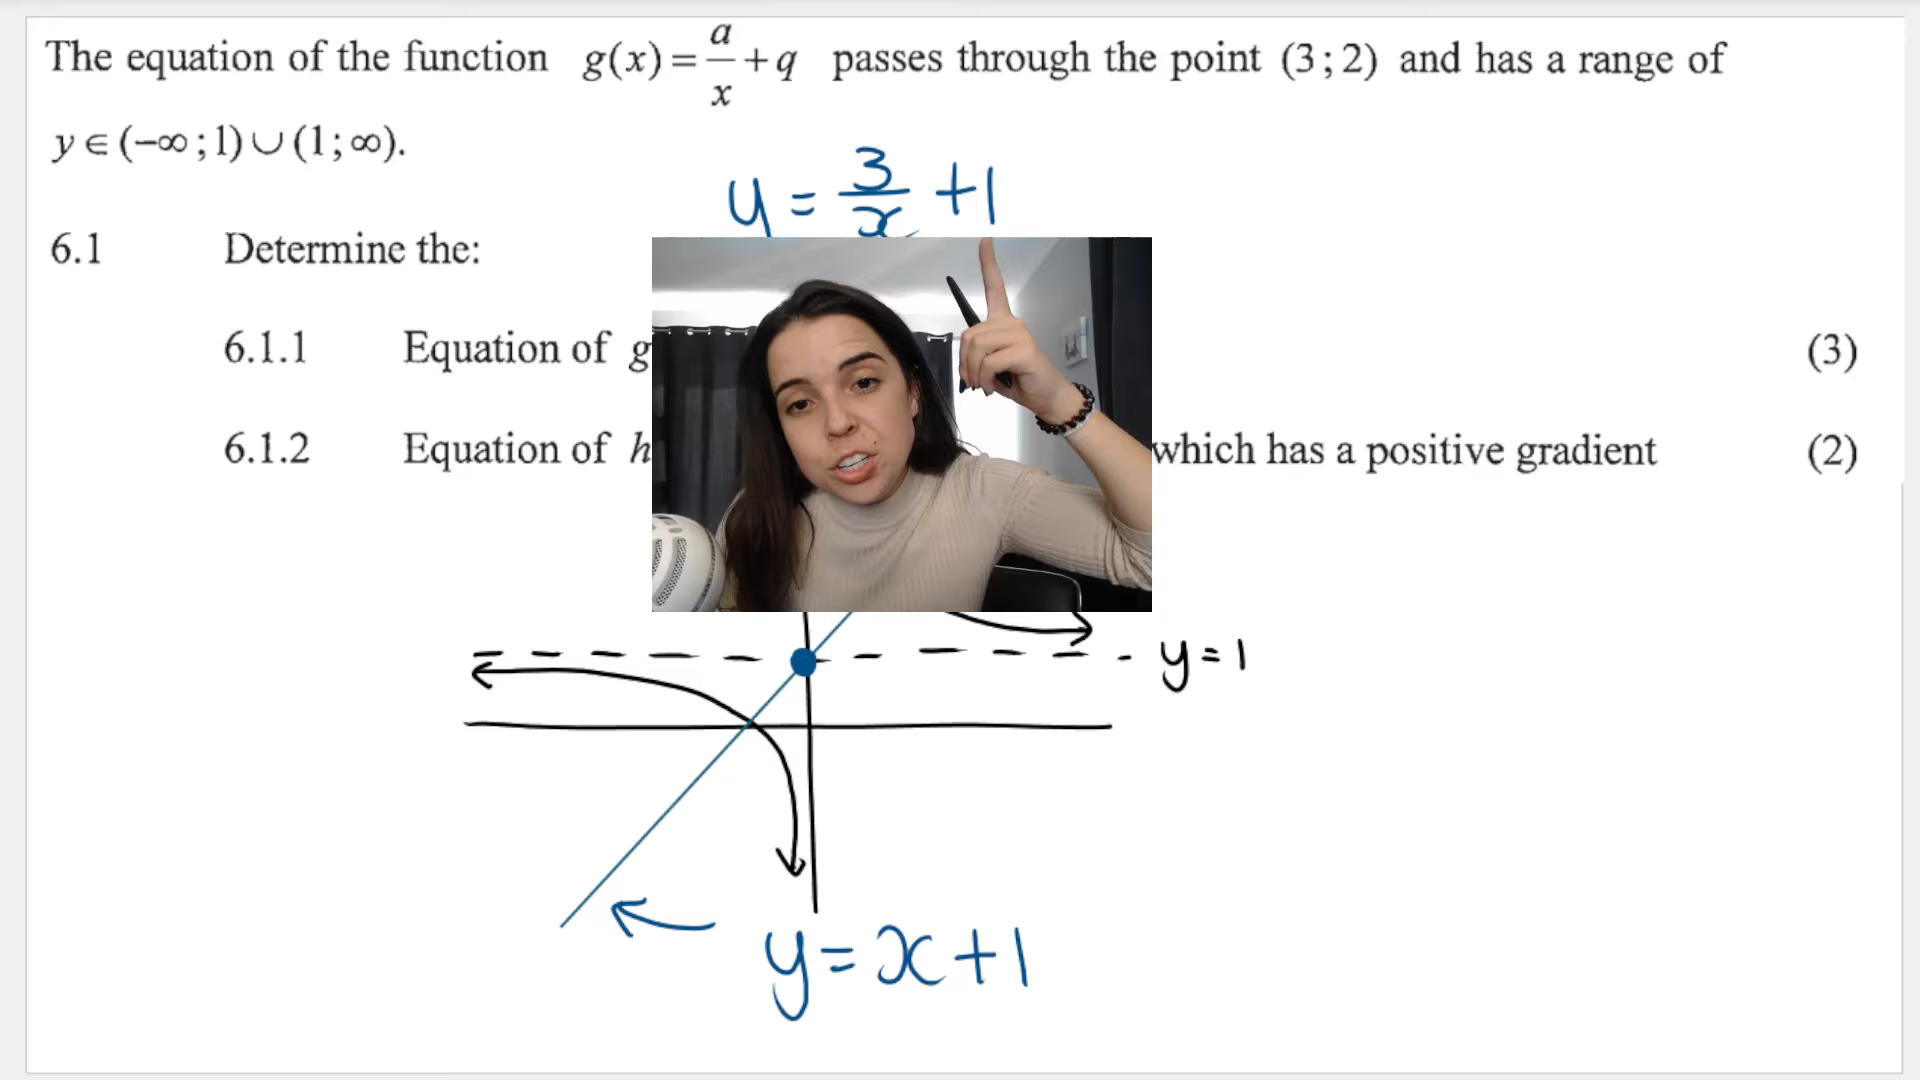 The equation of the function g(x) = a/x + q passes through the point (3 ; 2) and has a range of
y ∈ (−∞ ; 1) ∪ (1 ; ∞).
y = 3/x + 1
6.1 Determine the:
6.1.1 Equation of g (3)
6.1.2 Equation of h which has a positive gradient (2)
y = 1
y = x + 1